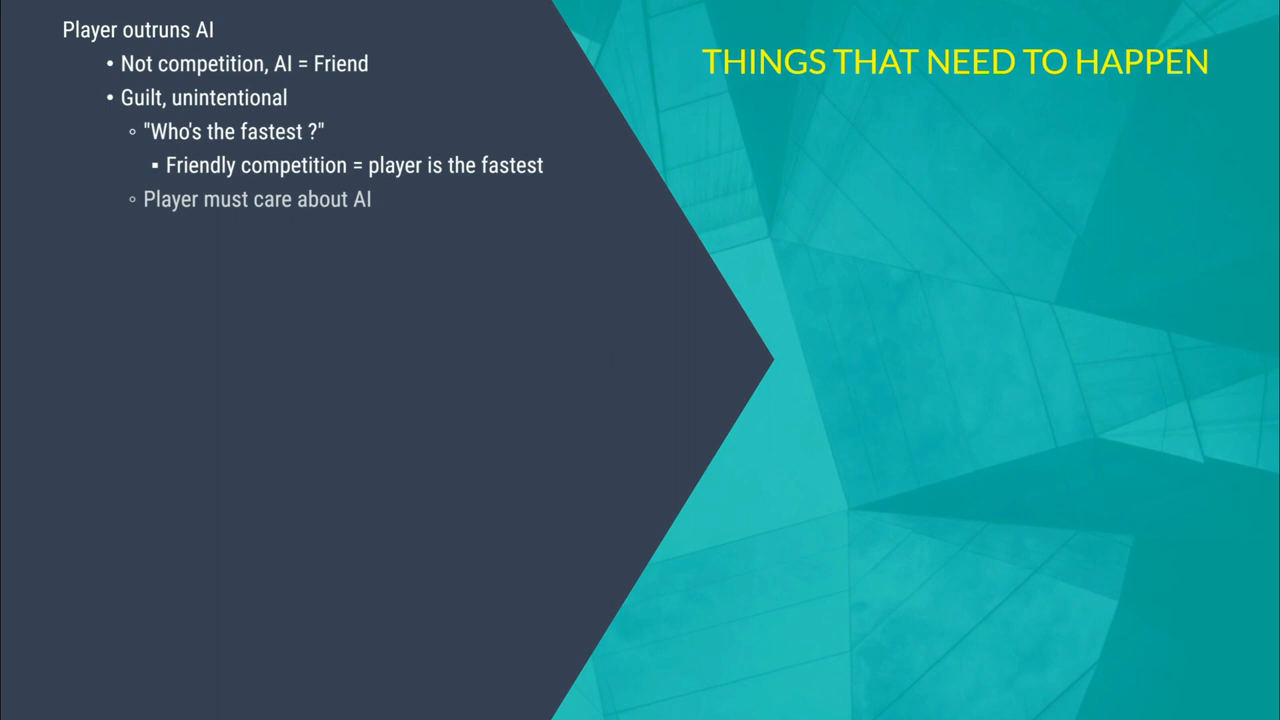 Player outruns AI
• Not competition, AI = Friend
• Guilt, unintentional
◦ "Who's the fastest ?"
▪ Friendly competition = player is the fastest
◦ Player must care about AI
THINGS THAT NEED TO HAPPEN